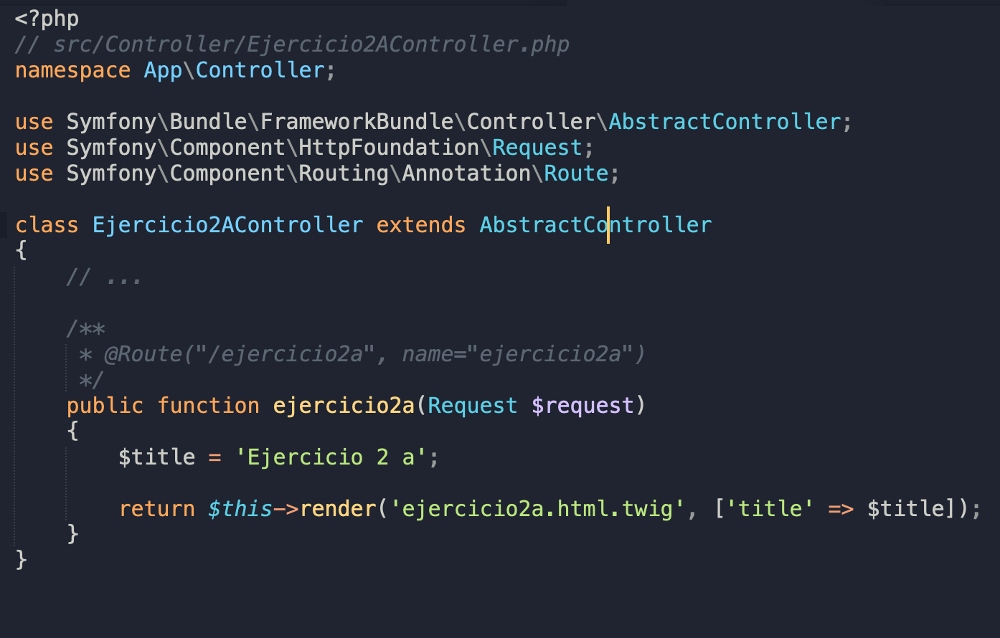 <?php
// src/Controller/Ejercicio2AController.php
namespace App\Controller;
use Symfony\Bundle\FrameworkBundle\Controller\AbstractController;
use Symfony\Component\HttpFoundation\Request;
use Symfony\Component\Routing\Annotation\Route;
class Ejercicio2AController extends AbstractController
{
    // ...
    /**
     * @Route("/ejercicio2a", name="ejercicio2a")
     */
    public function ejercicio2a(Request $request)
    {
        $title = 'Ejercicio 2 a';
        return $this->render('ejercicio2a.html.twig', ['title' => $title]);
    }
}